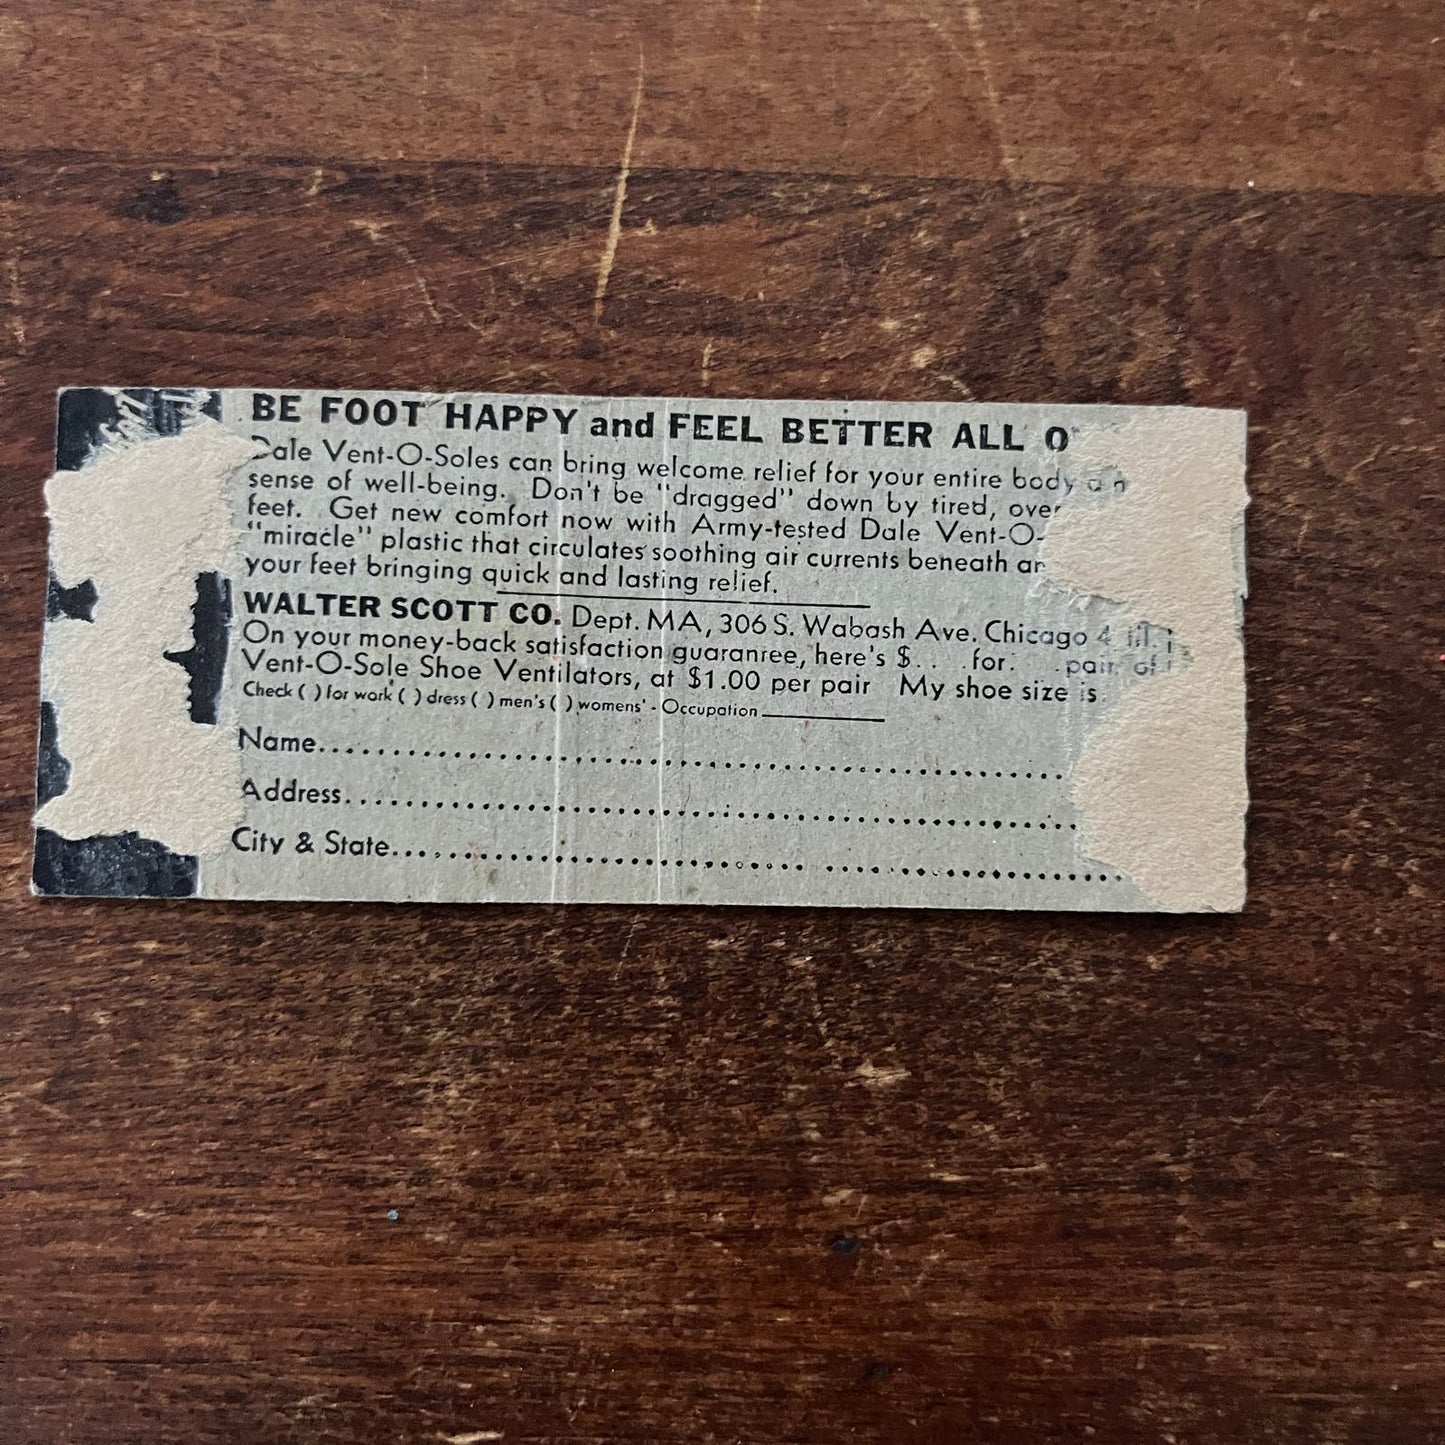 BE FOOT HAPPY and FEEL BETTER ALL O
Dale Vent-O-Soles can bring welcome relief for your entire body an
sense of well-being. Don't be "dragged" down by tired, over
feet. Get new comfort now with Army-tested Dale Vent-O-
"miracle" plastic that circulates soothing air currents beneath an
your feet bringing quick and lasting relief.
WALTER SCOTT CO. Dept. MA, 306 S. Wabash Ave. Chicago 4 Ill.
On your money-back satisfaction guaranree, here's $. . .for. . .pair of
Vent-O-Sole Shoe Ventilators, at $1.00 per pair My shoe size is
Check ( ) for work ( ) dress ( ) men's ( ) womens' - Occupation
Name
Address
City & State